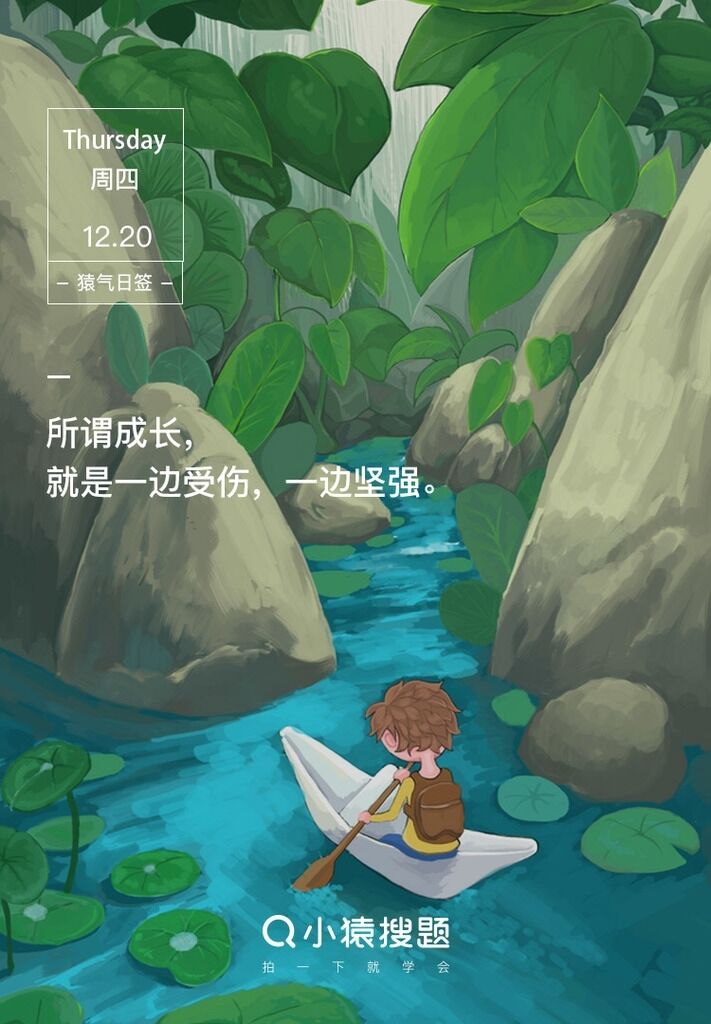 Thursday
周四
12.20
– 猿气日签 –
所谓成长，
就是一边受伤，一边坚强。
小猿搜题
拍一下就学会